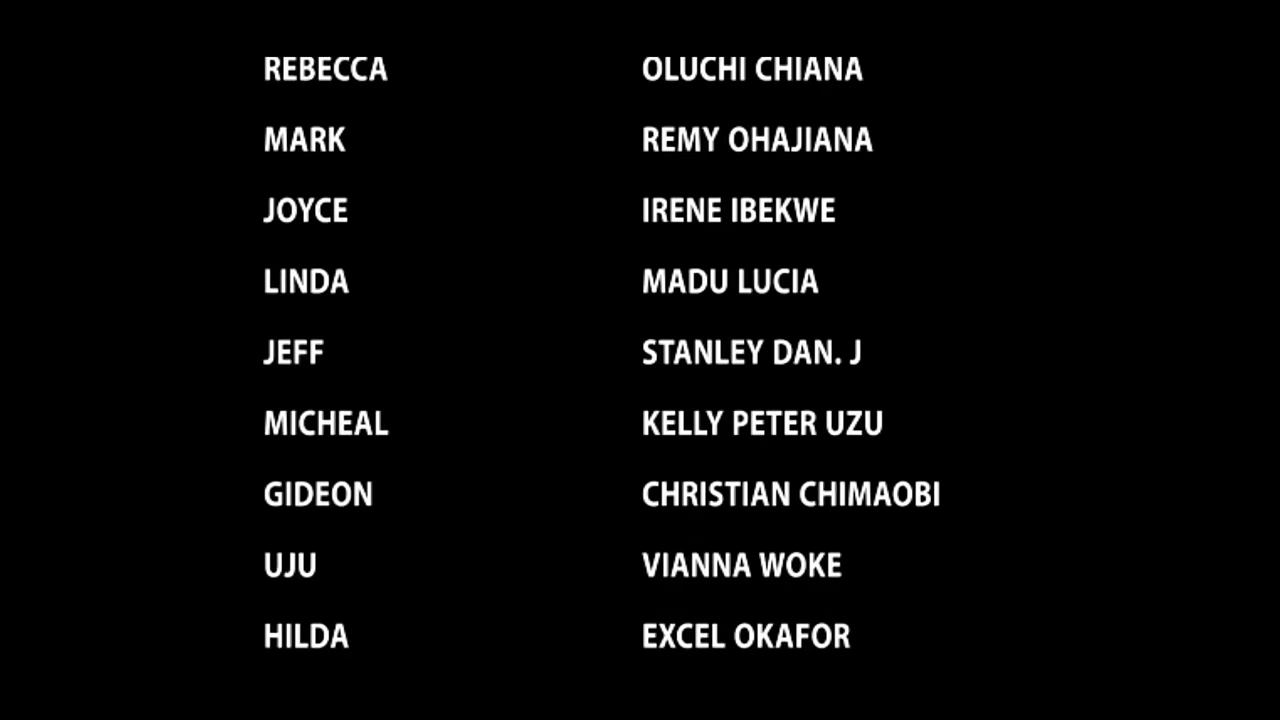 REBECCA OLUCHI CHIANA
MARK REMY OHAJIANA
JOYCE IRENE IBEKWE
LINDA MADU LUCIA
JEFF STANLEY DAN. J
MICHEAL KELLY PETER UZU
GIDEON CHRISTIAN CHIMAOBI
UJU VIANNA WOKE
HILDA EXCEL OKAFOR